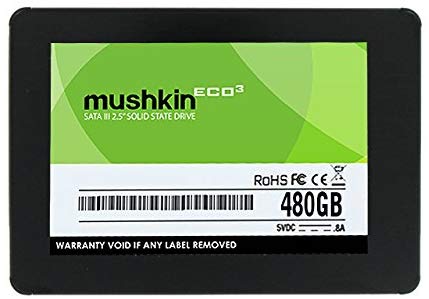 mushkin ECO³
SATA III 2.5" SOLID STATE DRIVE
RoHS FC CE
480GB
5VDC ⎓ .8A
WARRANTY VOID IF ANY LABEL REMOVED